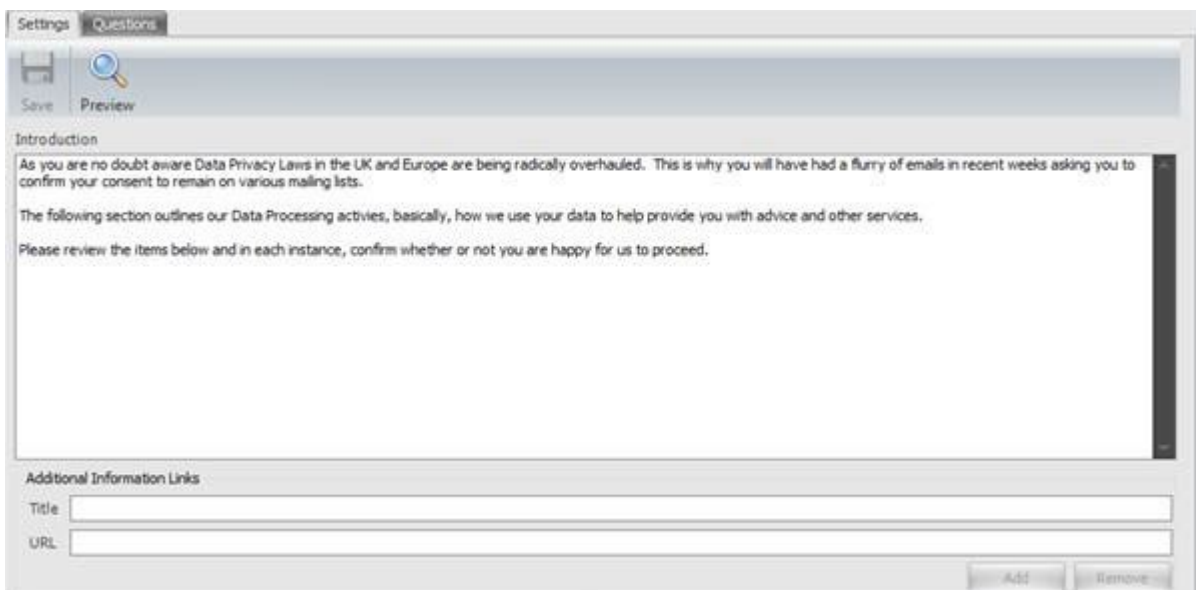 Settings Questions
Save Preview
Introduction
As you are no doubt aware Data Privacy Laws in the UK and Europe are being radically overhauled.  This is why you will have had a flurry of emails in recent weeks asking you to
confirm your consent to remain on various mailing lists.
The following section outlines our Data Processing activies, basically, how we use your data to help provide you with advice and other services.
Please review the items below and in each instance, confirm whether or not you are happy for us to proceed.
Additional Information Links
Title
URL
Add Remove